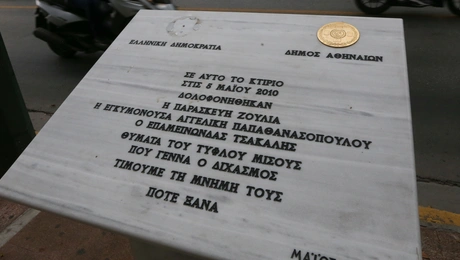 ΕΛΛΗΝΙΚΗ ΔΗΜΟΚΡΑΤΙΑ ΔΗΜΟΣ ΑΘΗΝΑΙΩΝ
ΣΕ ΑΥΤΟ ΤΟ ΚΤΙΡΙΟ
ΣΤΙΣ 5 ΜΑΪΟΥ 2010
ΔΟΛΟΦΟΝΗΘΗΚΑΝ
Η ΠΑΡΑΣΚΕΥΗ ΖΟΥΛΙΑ
Η ΕΓΚΥΜΟΝΟΥΣΑ ΑΓΓΕΛΙΚΗ ΠΑΠΑΘΑΝΑΣΟΠΟΥΛΟΥ
Ο ΕΠΑΜΕΙΝΩΝΔΑΣ ΤΣΑΚΑΛΗΣ
ΘΥΜΑΤΑ ΤΟΥ ΤΥΦΛΟΥ ΜΙΣΟΥΣ
ΠΟΥ ΓΕΝΝΑ Ο ΔΙΧΑΣΜΟΣ
ΤΙΜΟΥΜΕ ΤΗ ΜΝΗΜΗ ΤΟΥΣ
ΠΟΤΕ ΞΑΝΑ